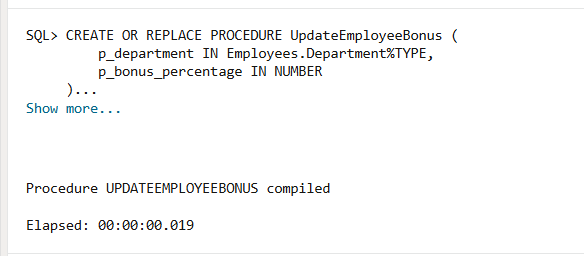 SQL> CREATE OR REPLACE PROCEDURE UpdateEmployeeBonus (
         p_department IN Employees.Department%TYPE,
         p_bonus_percentage IN NUMBER
     )...
Show more...
Procedure UPDATEEMPLOYEEBONUS compiled
Elapsed: 00:00:00.019